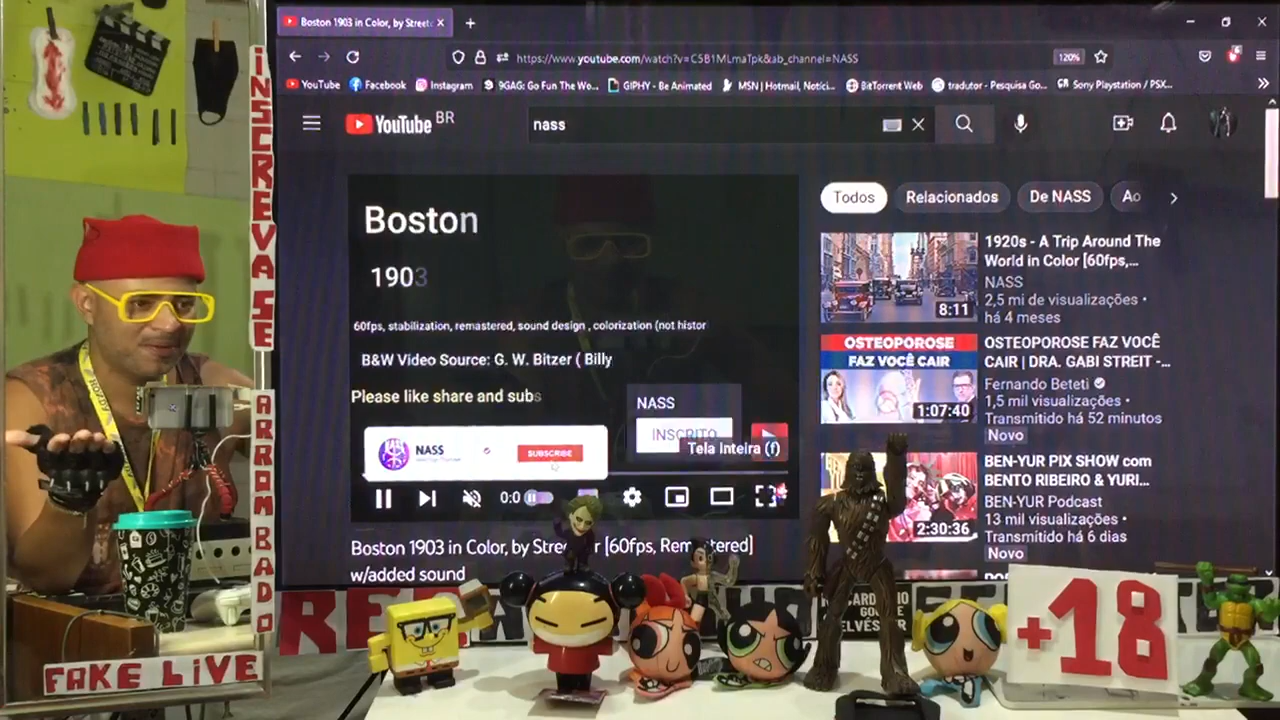 Boston 1903 in Color, by Street
https://www.youtube.com/watch?v=C5B1MLmaTpk&ab_channel=NASS
120%
YouTube
Facebook
Instagram
9GAG: Go Fun The Wo...
GIPHY - Be Animated
MSN | Hotmail, Notíci...
BitTorrent Web
tradutor - Pesquisa Go...
Sony Playstation / PSX...
YouTube BR
nass
Boston
1903
60fps, stabilization, remastered, sound design , colorization (not histor
B&W Video Source: G. W. Bitzer ( Billy
Please like share and subs
NASS
INSCRITO
Tela inteira (f)
NASS
SUBSCRIBE
0:0
Boston 1903 in Color, by Stree r [60fps, Remastered]
w/added sound
Todos
Relacionados
De NASS
Ao
1920s - A Trip Around The
World in Color [60fps,...
NASS
2,5 mi de visualizações •
há 4 meses
8:11
OSTEOPOROSE
FAZ VOCÊ CAIR
1:07:40
OSTEOPOROSE FAZ VOCÊ
CAIR | DRA. GABI STREIT -...
Fernando Beteti
1,5 mil visualizações •
Transmitido há 52 minutos
Novo
2:30:36
BEN-YUR PIX SHOW com
BENTO RIBEIRO & YURI...
BEN-YUR Podcast
13 mil visualizações •
Transmitido há 6 dias
Novo
INSCREVA SE
ARROMBADO
FAKE LIVE
+18